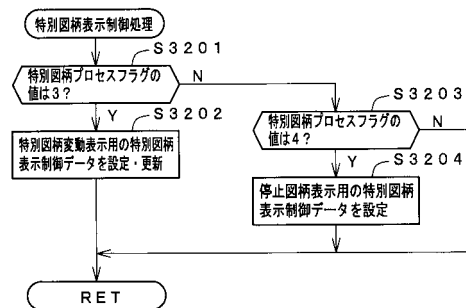 特別図柄表示制御処理
S3201
特別図柄プロセスフラグの
値は3?
N
Y
S3202
特別図柄変動表示用の特別図柄
表示制御データを設定・更新
S3203
特別図柄プロセスフラグの
値は4?
N
Y
S3204
停止図柄表示用の特別図柄
表示制御データを設定
RET